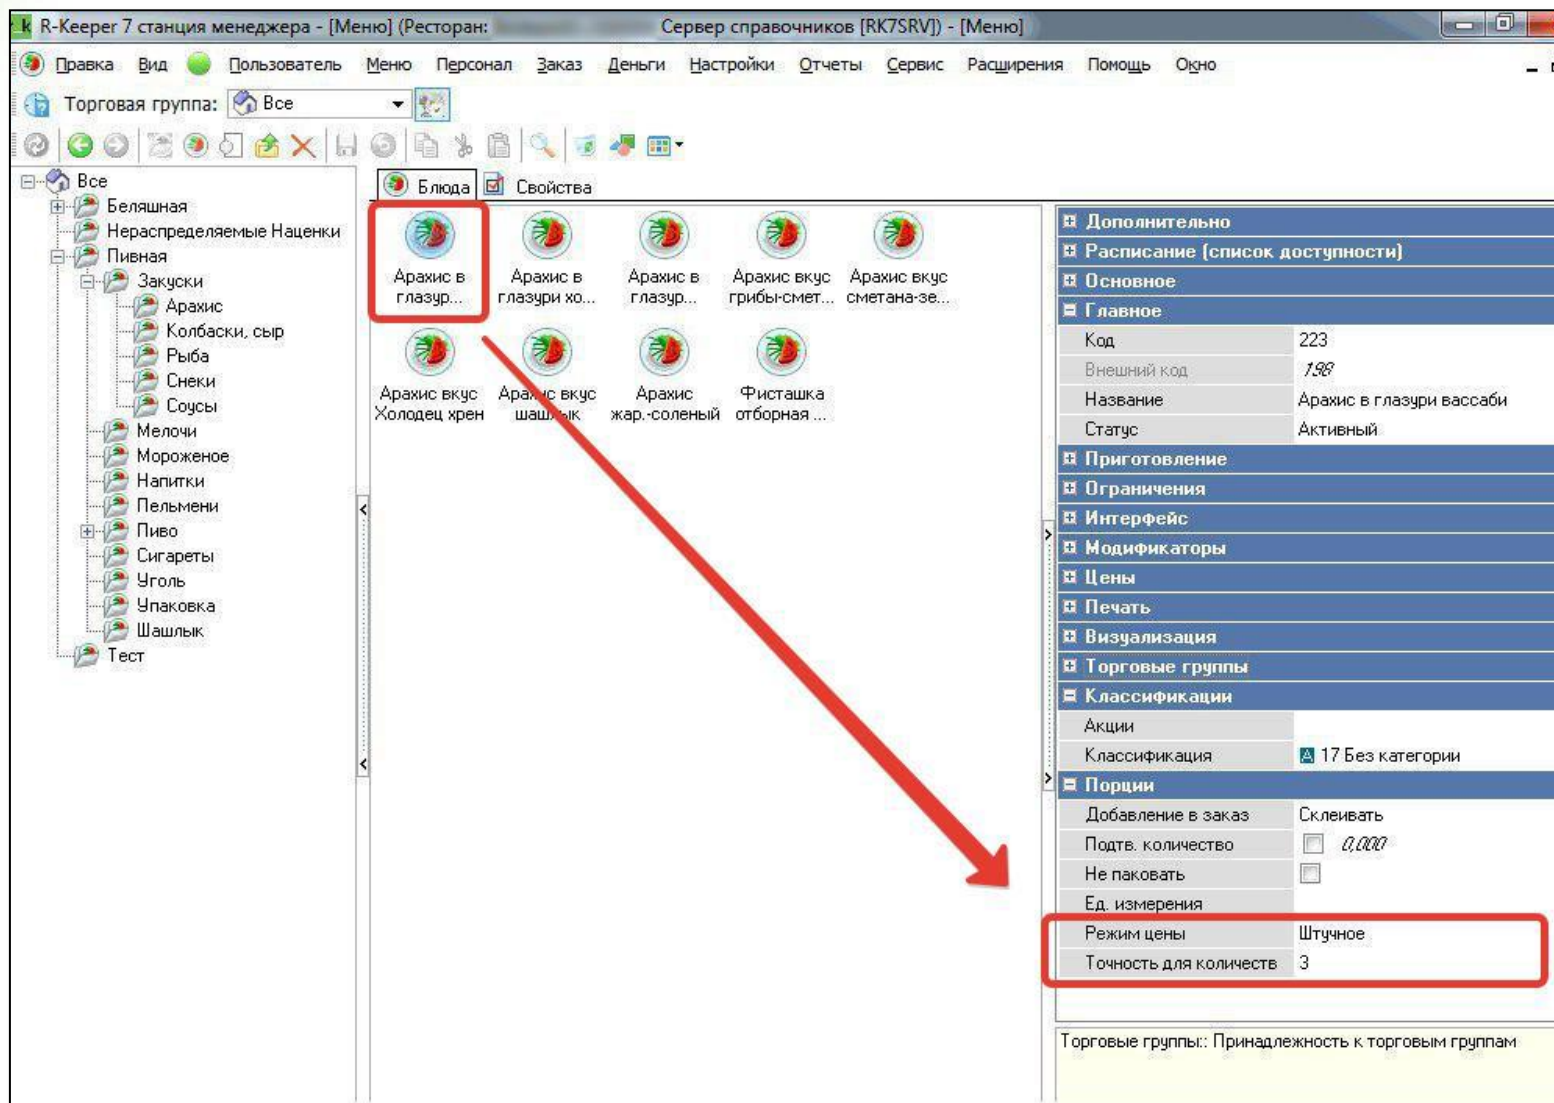 R-Keeper 7 станция менеджера - [Меню] (Ресторан: Сервер справочников [RK7SRV]) - [Меню]
Правка Вид Пользователь Меню Персонал Заказ Деньги Настройки Отчеты Сервис Расширения Помощь Окно
Торговая группа: Все
Все
Беляшная
Нераспределяемые Наценки
Пивная
Закуски
Арахис
Колбаски, сыр
Рыба
Снеки
Соусы
Мелочи
Мороженое
Напитки
Пельмени
Пиво
Сигареты
Уголь
Упаковка
Шашлык
Тест
Блюда Свойства
Арахис в глазур...
Арахис в глазури хо...
Арахис в глазур...
Арахис вкус грибы-смет...
Арахис вкус сметана-зе...
Арахис вкус Холодец хрен
Арахис вкус шашлык
Арахис жар.-соленый
Фисташка отборная ...
Дополнительно
Расписание (список доступности)
Основное
Главное
Код 223
Внешний код 198
Название Арахис в глазури вассаби
Статус Активный
Приготовление
Ограничения
Интерфейс
Модификаторы
Цены
Печать
Визуализация
Торговые группы
Классификации
Акции
Классификация А 17 Без категории
Порции
Добавление в заказ Склеивать
Подтв. количество 0,000
Не паковать
Ед. измерения
Режим цены Штучное
Точность для количеств 3
Торговые группы:: Принадлежность к торговым группам